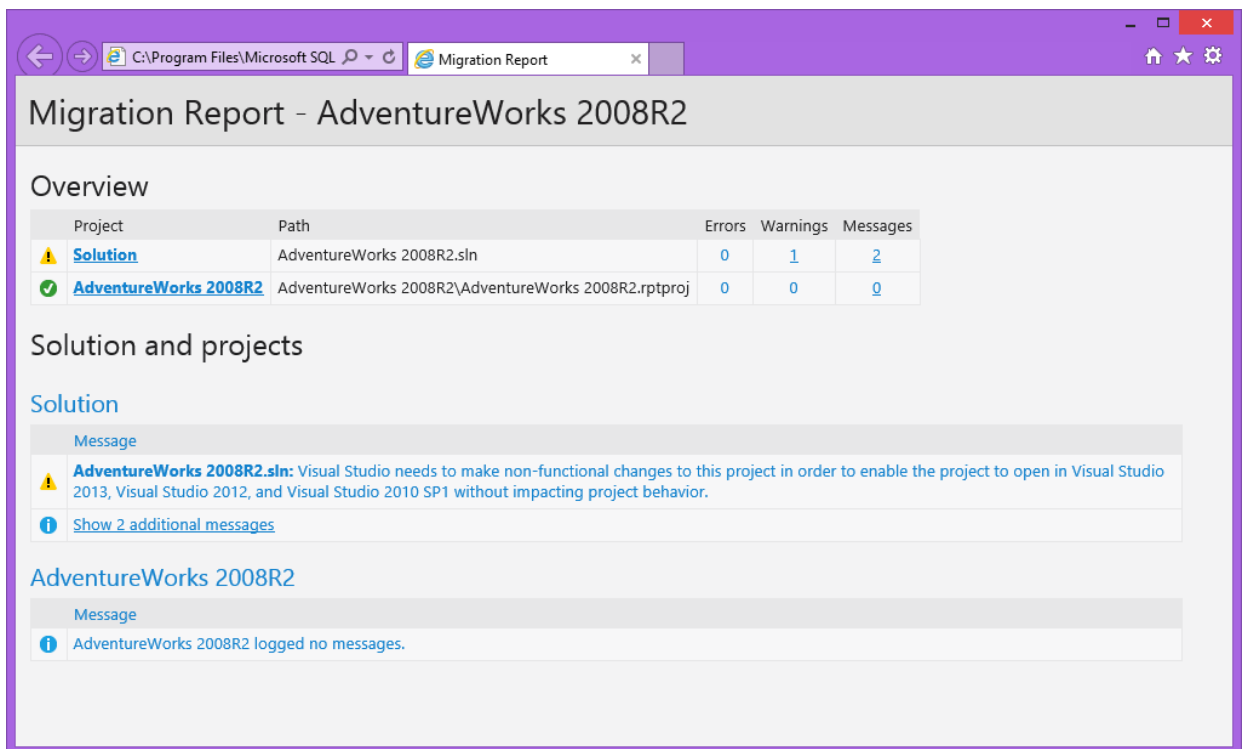 C:\Program Files\Microsoft SQL
Migration Report
Migration Report - AdventureWorks 2008R2
Overview
Project Path Errors Warnings Messages
Solution AdventureWorks 2008R2.sln 0 1 2
AdventureWorks 2008R2 AdventureWorks 2008R2\AdventureWorks 2008R2.rptproj 0 0 0
Solution and projects
Solution
Message
AdventureWorks 2008R2.sln: Visual Studio needs to make non-functional changes to this project in order to enable the project to open in Visual Studio
2013, Visual Studio 2012, and Visual Studio 2010 SP1 without impacting project behavior.
Show 2 additional messages
AdventureWorks 2008R2
Message
AdventureWorks 2008R2 logged no messages.